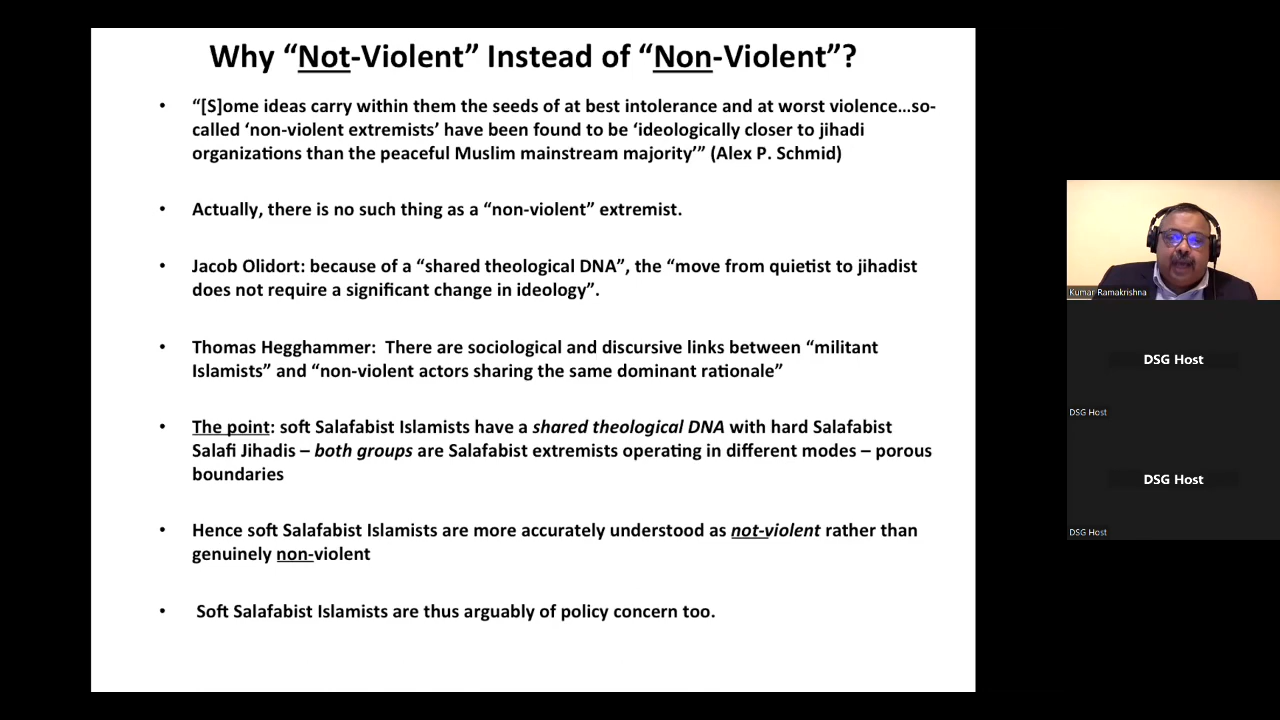 Why “Not-Violent” Instead of “Non-Violent”?
• “[S]ome ideas carry within them the seeds of at best intolerance and at worst violence…so-
called ‘non-violent extremists’ have been found to be ‘ideologically closer to jihadi
organizations than the peaceful Muslim mainstream majority’” (Alex P. Schmid)
• Actually, there is no such thing as a “non-violent” extremist.
• Jacob Olidort: because of a “shared theological DNA”, the “move from quietist to jihadist
does not require a significant change in ideology”.
• Thomas Hegghammer: There are sociological and discursive links between “militant
Islamists” and “non-violent actors sharing the same dominant rationale”
• The point: soft Salafabist Islamists have a shared theological DNA with hard Salafabist
Salafi Jihadis – both groups are Salafabist extremists operating in different modes – porous
boundaries
• Hence soft Salafabist Islamists are more accurately understood as not-violent rather than
genuinely non-violent
• Soft Salafabist Islamists are thus arguably of policy concern too.
Kumar Ramakrishna
DSG Host
DSG Host
DSG Host
DSG Host